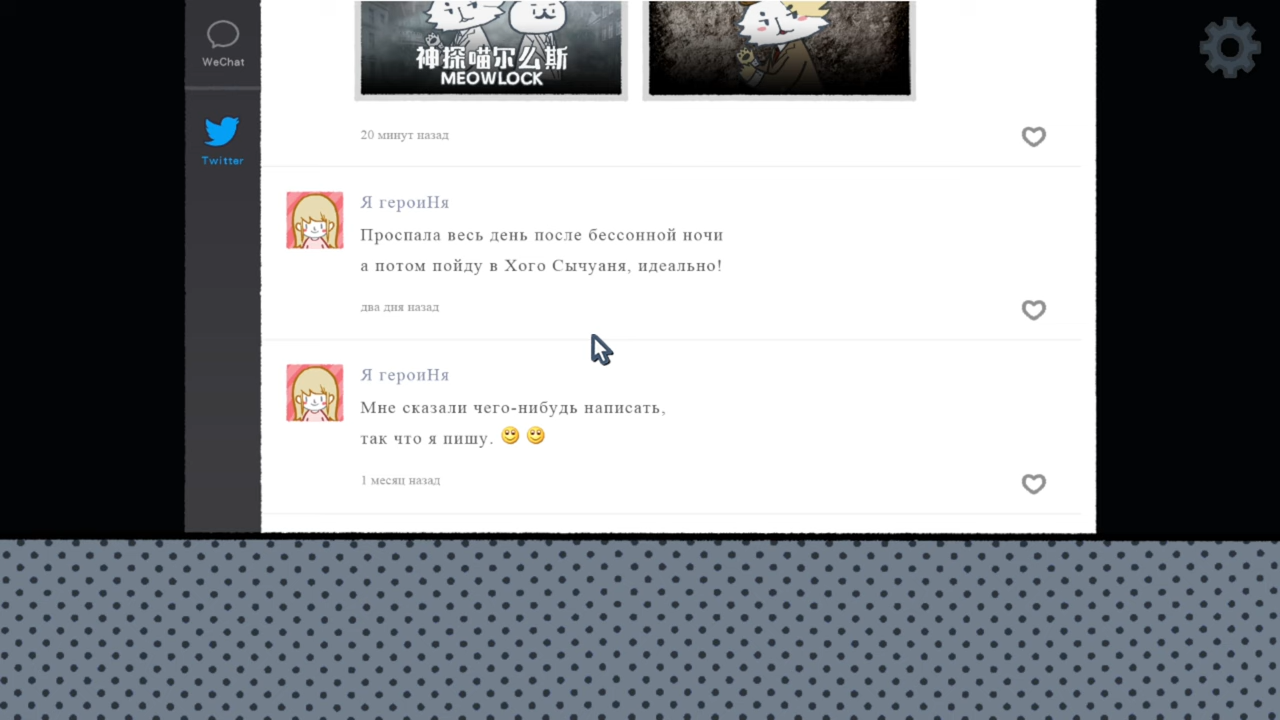 WeChat
Twitter
神探喵尔么斯
MEOWLOCK
20 минут назад
Я героиНя
Проспала весь день после бессонной ночи
а потом пойду в Хого Сычуаня, идеально!
два дня назад
Я героиНя
Мне сказали чего-нибудь написать,
так что я пишу.
1 месяц назад